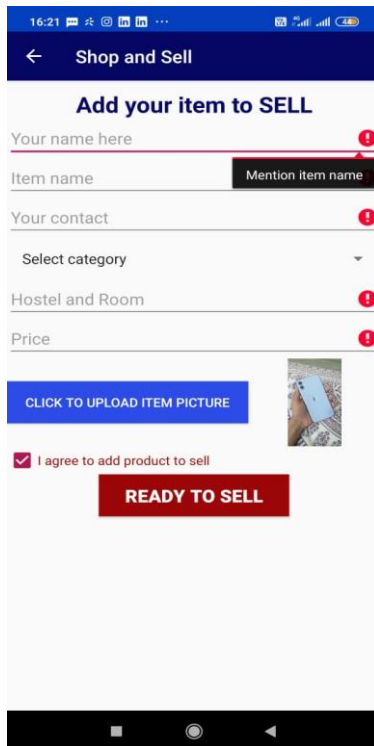 16:21
Shop and Sell
Add your item to SELL
Your name here
Item name
Mention item name
Your contact
Select category
Hostel and Room
Price
CLICK TO UPLOAD ITEM PICTURE
I agree to add product to sell
READY TO SELL